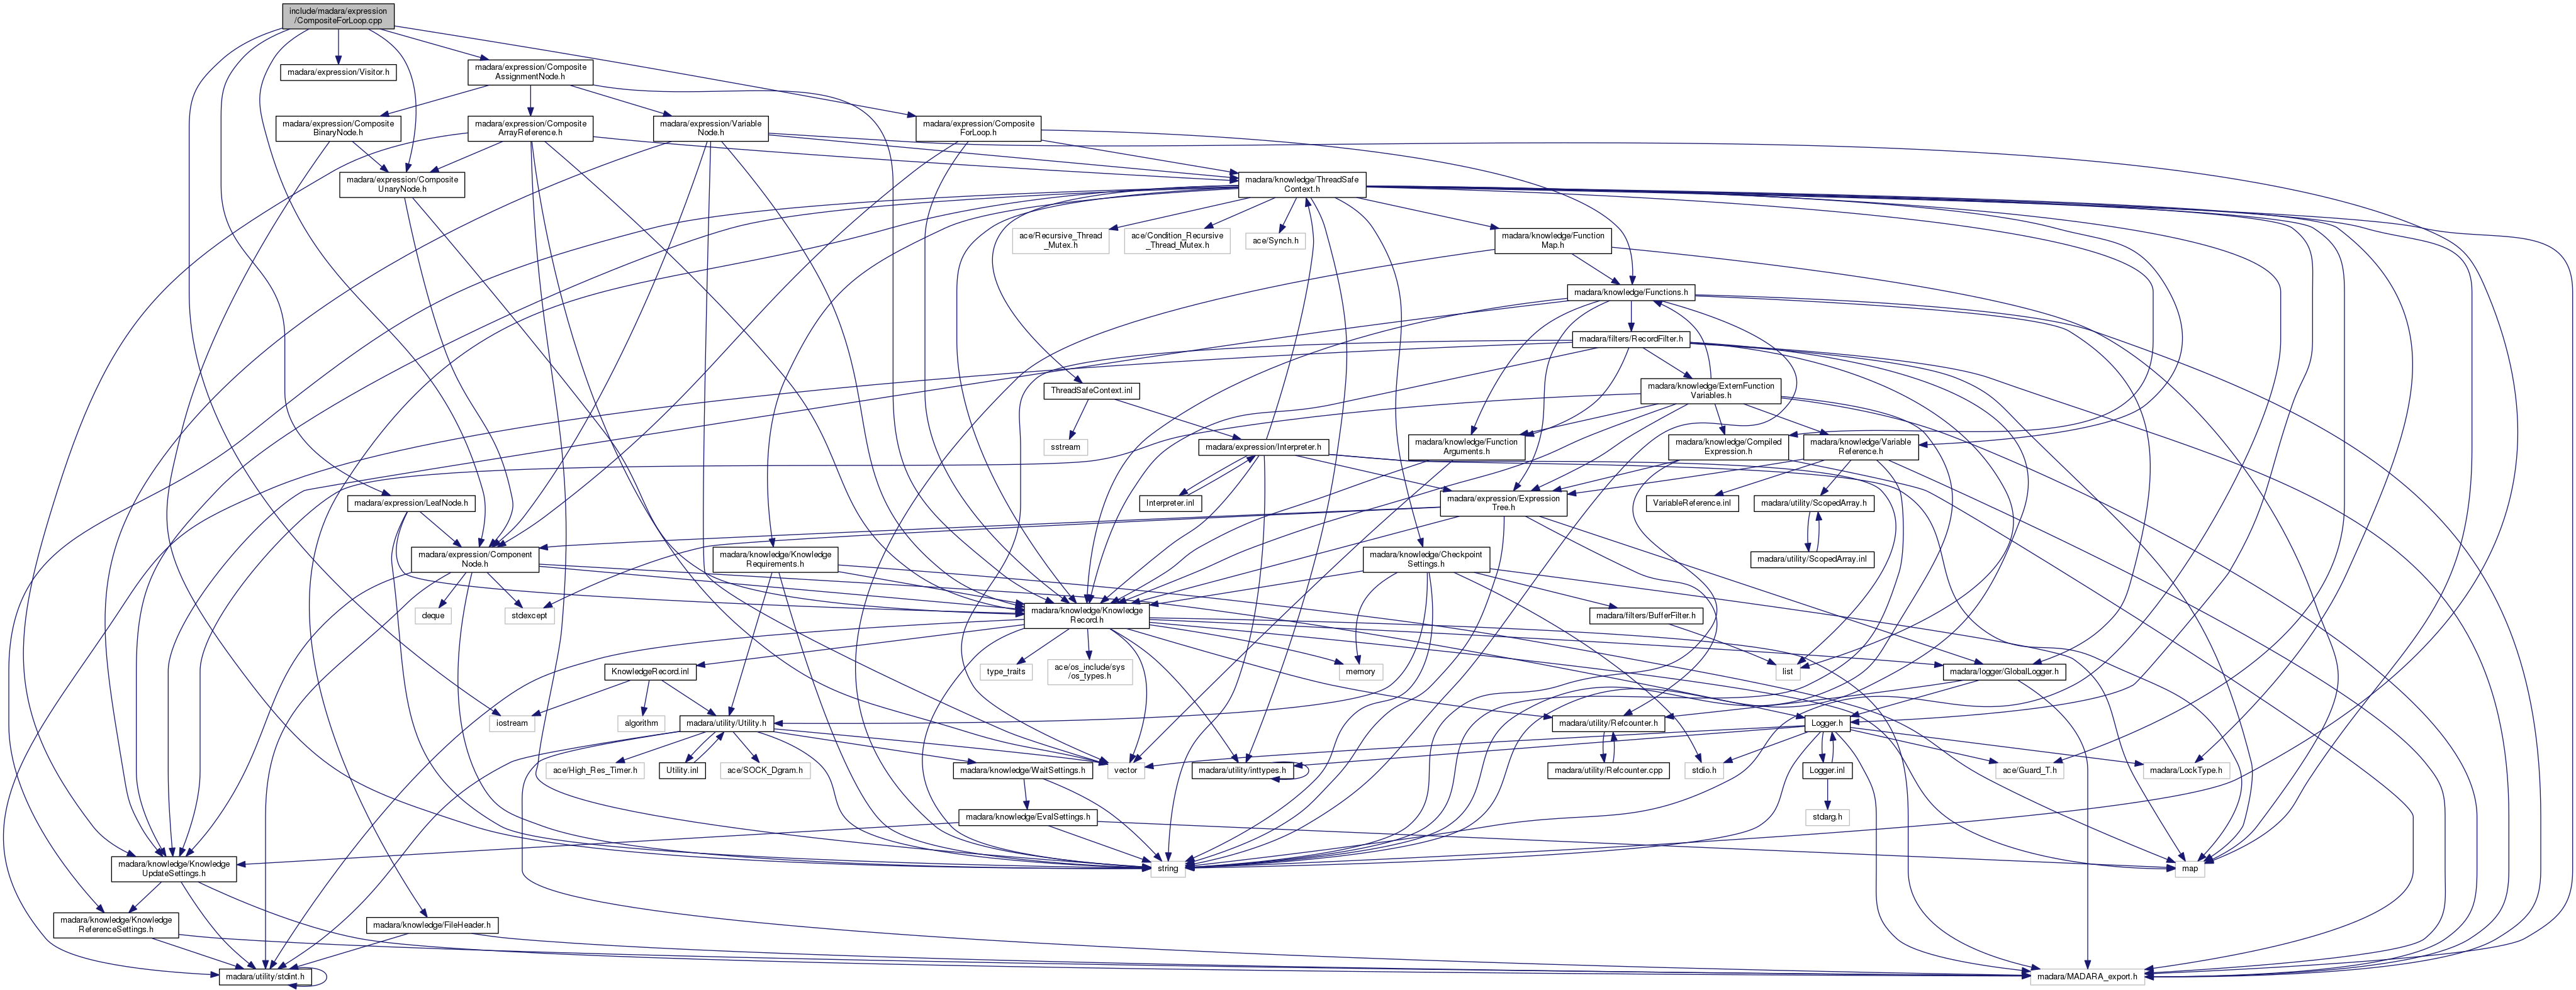 include/madara/expression
/CompositeForLoop.cpp
madara/expression/Visitor.h
madara/expression/Composite
AssignmentNode.h
madara/expression/Composite
BinaryNode.h
madara/expression/Composite
ArrayReference.h
madara/expression/Variable
Node.h
madara/expression/Composite
ForLoop.h
madara/expression/Composite
UnaryNode.h
madara/knowledge/ThreadSafe
Context.h
ace/Recursive_Thread
_Mutex.h
ace/Condition_Recursive
_Thread_Mutex.h
ace/Synch.h
madara/knowledge/Function
Map.h
madara/knowledge/Functions.h
madara/filters/RecordFilter.h
ThreadSafeContext.inl
madara/knowledge/ExternFunction
Variables.h
sstream
madara/expression/Interpreter.h
madara/knowledge/Function
Arguments.h
madara/knowledge/Compiled
Expression.h
madara/knowledge/Variable
Reference.h
madara/expression/LeafNode.h
Interpreter.inl
madara/expression/Expression
Tree.h
VariableReference.inl
madara/utility/ScopedArray.h
madara/expression/Component
Node.h
madara/knowledge/Knowledge
Requirements.h
madara/knowledge/Checkpoint
Settings.h
madara/utility/ScopedArray.inl
deque
stdexcept
madara/knowledge/Knowledge
Record.h
madara/filters/BufferFilter.h
KnowledgeRecord.inl
type_traits
ace/os_include/sys
/os_types.h
memory
list
madara/logger/GlobalLogger.h
iostream
algorithm
madara/utility/Utility.h
madara/utility/Refcounter.h
Logger.h
ace/High_Res_Timer.h
Utility.inl
ace/SOCK_Dgram.h
madara/knowledge/WaitSettings.h
vector
madara/utility/inttypes.h
madara/utility/Refcounter.cpp
stdio.h
Logger.inl
ace/Guard_T.h
madara/LockType.h
madara/knowledge/EvalSettings.h
stdarg.h
madara/knowledge/Knowledge
UpdateSettings.h
string
map
madara/knowledge/Knowledge
ReferenceSettings.h
madara/knowledge/FileHeader.h
madara/utility/stdint.h
madara/MADARA_export.h